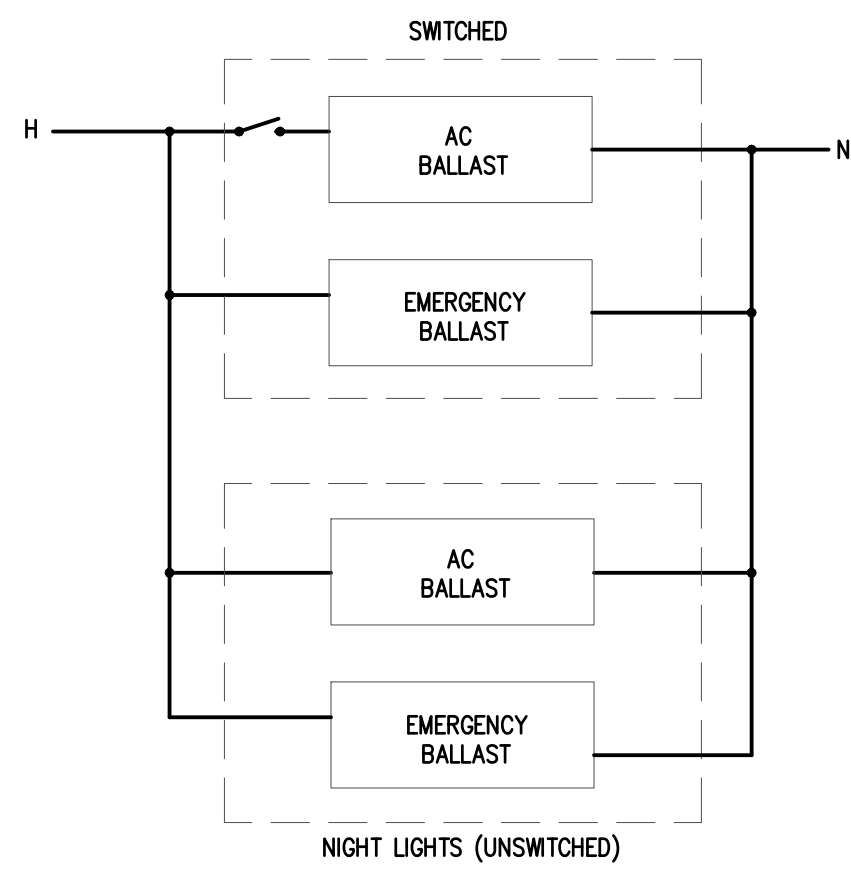 SWITCHED
H
AC
BALLAST
N
EMERGENCY
BALLAST
AC
BALLAST
EMERGENCY
BALLAST
NIGHT LIGHTS (UNSWITCHED)